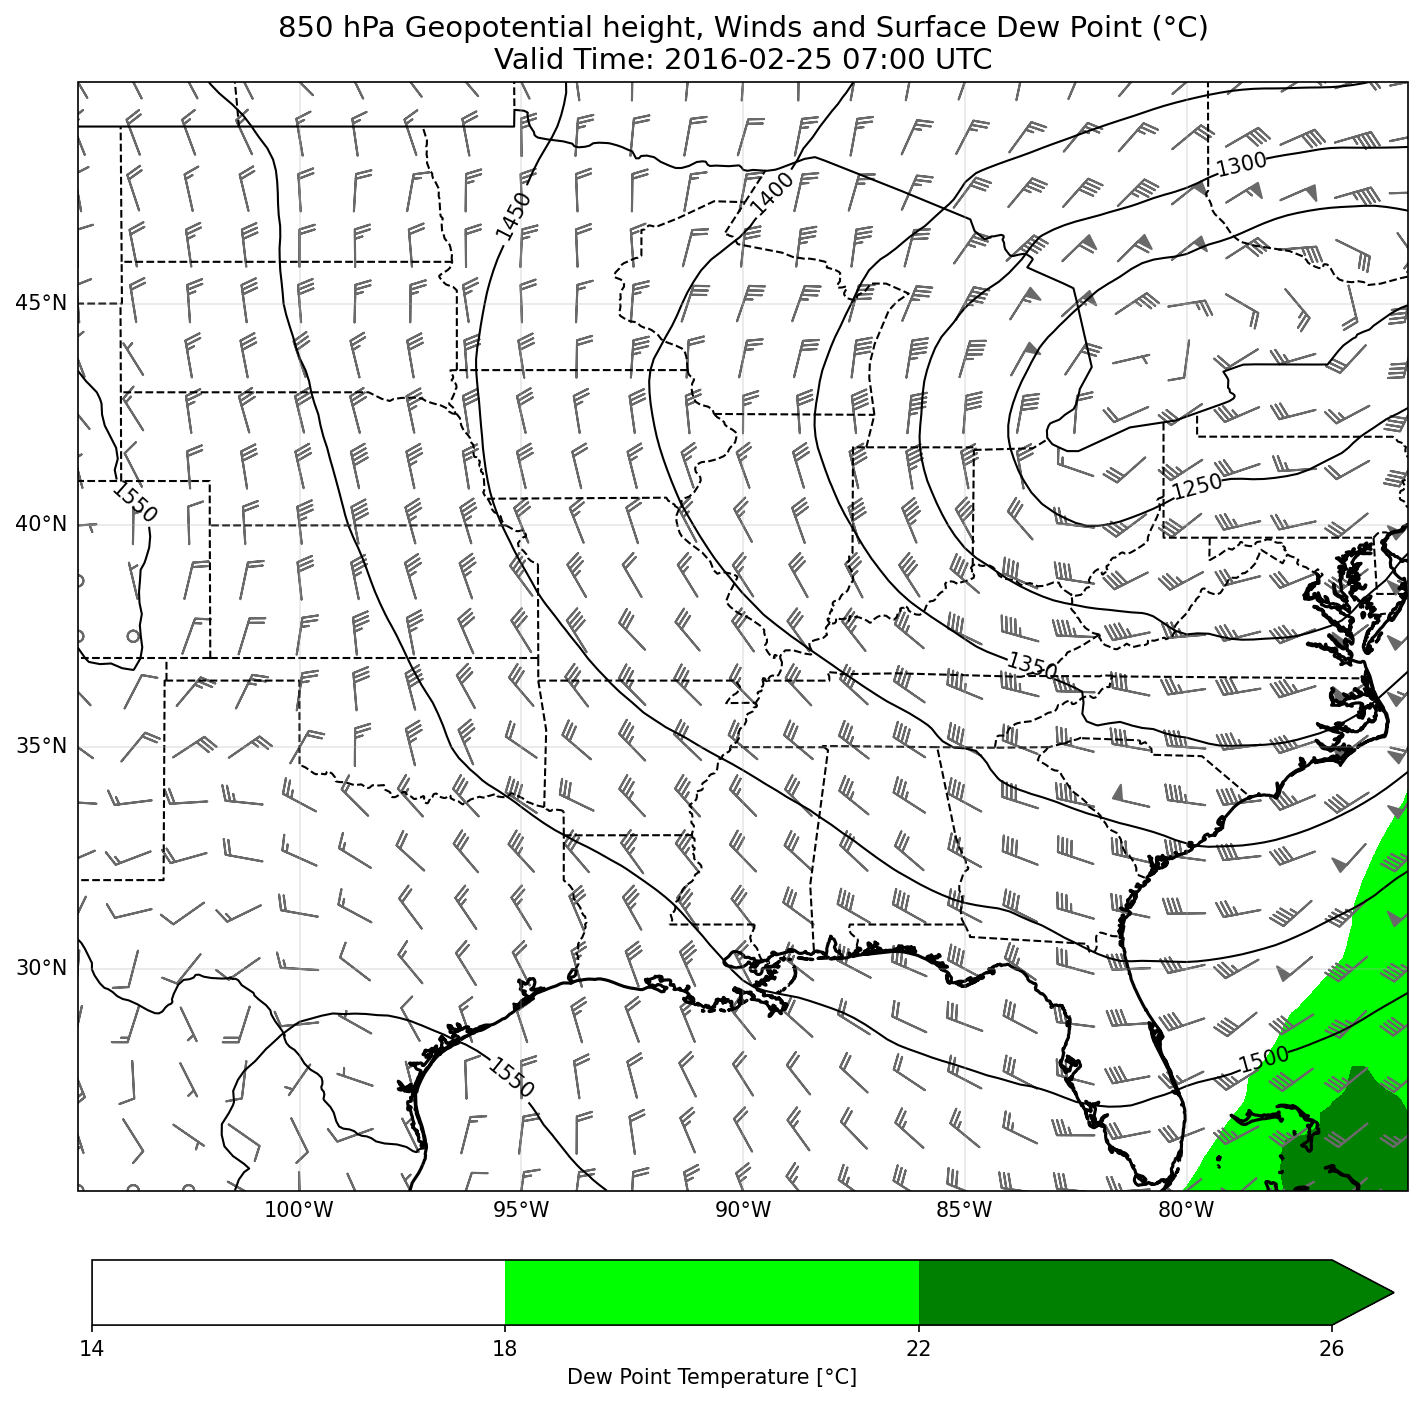 850 hPa Geopotential height, Winds and Surface Dew Point (°C)
Valid Time: 2016-02-25 07:00 UTC
1300
1400
1450
45°N
1550
1250
40°N
1350
35°N
30°N
1500
1550
100°W 95°W 90°W 85°W 80°W
14 18 22 26
Dew Point Temperature [°C]